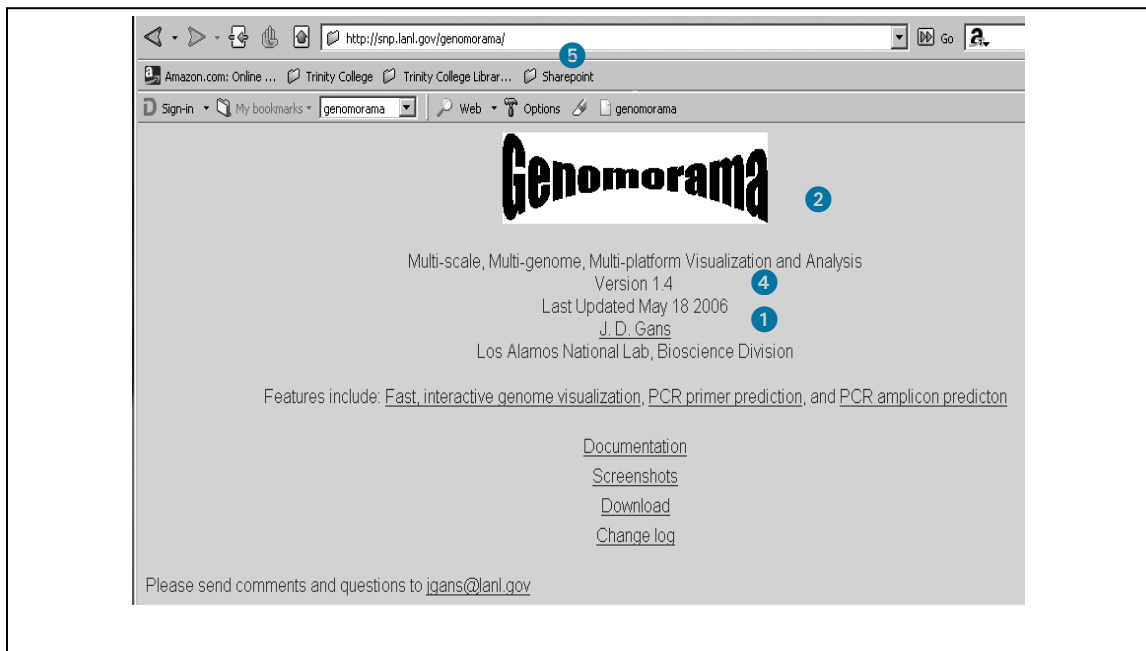 http://snp.lanl.gov/genomorama/ Go a
5
a Amazon.com: Online ... Trinity College Trinity College Librar... Sharepoint
D Sign-in My bookmarks genomorama Web Options genomorama
Genomorama
2
Multi-scale, Multi-genome, Multi-platform Visualization and Analysis
Version 1.4 4
Last Updated May 18 2006
1
J. D. Gans
Los Alamos National Lab, Bioscience Division
Features include: Fast, interactive genome visualization, PCR primer prediction, and PCR amplicon predicton
Documentation
Screenshots
Download
Change log
Please send comments and questions to jgans@lanl.gov